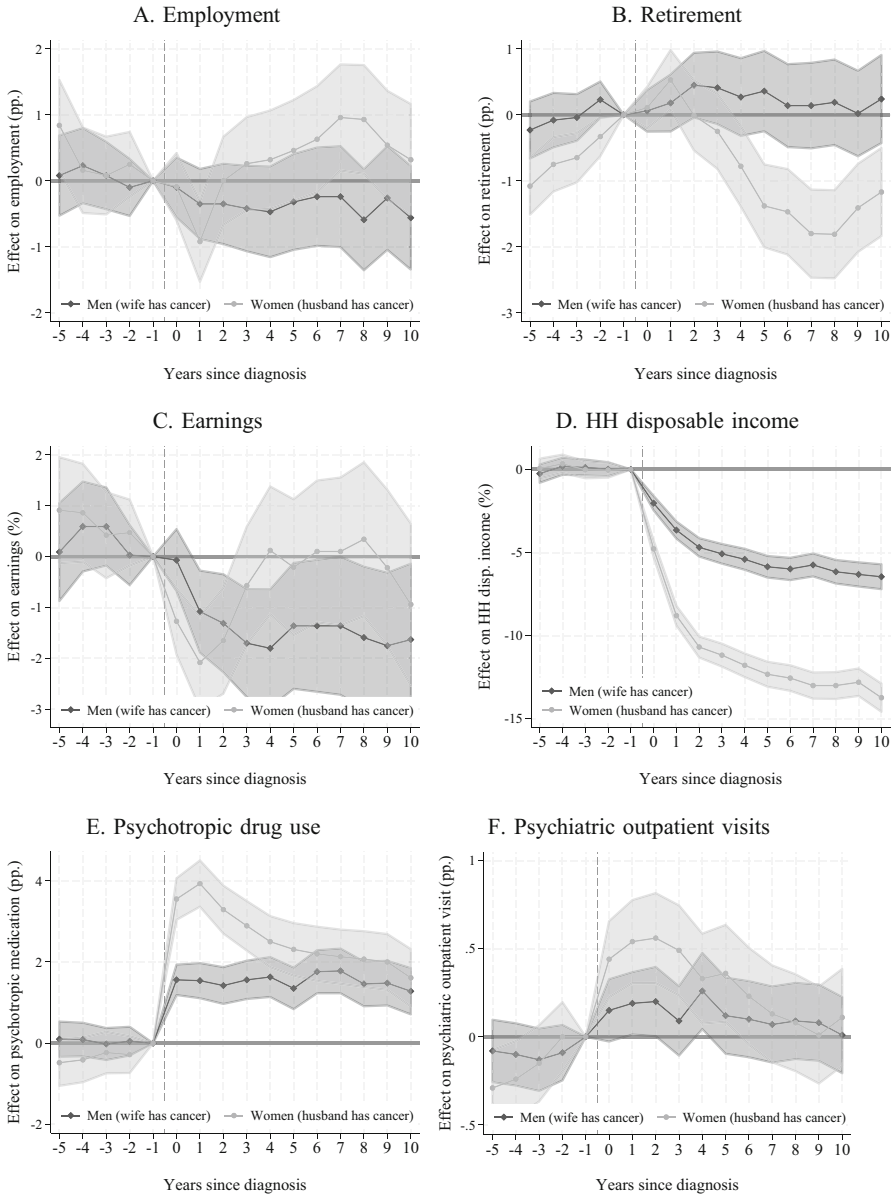 A. Employment
Effect on employment (pp.)
2
1
0
-1
-2
Men (wife has cancer) Women (husband has cancer)
-5 -4 -3 -2 -1 0 1 2 3 4 5 6 7 8 9 10
Years since diagnosis
B. Retirement
Effect on retirement (pp.)
1
0
-1
-2
-3
Men (wife has cancer) Women (husband has cancer)
-5 -4 -3 -2 -1 0 1 2 3 4 5 6 7 8 9 10
Years since diagnosis
C. Earnings
Effect on earnings (%)
2
1
0
-1
-2
-3
Men (wife has cancer) Women (husband has cancer)
-5 -4 -3 -2 -1 0 1 2 3 4 5 6 7 8 9 10
Years since diagnosis
D. HH disposable income
Effect on HH disp. income (%)
0
-5
-10
-15
Men (wife has cancer)
Women (husband has cancer)
-5 -4 -3 -2 -1 0 1 2 3 4 5 6 7 8 9 10
Years since diagnosis
E. Psychotropic drug use
Effect on psychotropic medication (pp.)
4
2
0
-2
Men (wife has cancer) Women (husband has cancer)
-5 -4 -3 -2 -1 0 1 2 3 4 5 6 7 8 9 10
Years since diagnosis
F. Psychiatric outpatient visits
Effect on psychiatric outpatient visit (pp.)
1
.5
0
-.5
Men (wife has cancer) Women (husband has cancer)
-5 -4 -3 -2 -1 0 1 2 3 4 5 6 7 8 9 10
Years since diagnosis